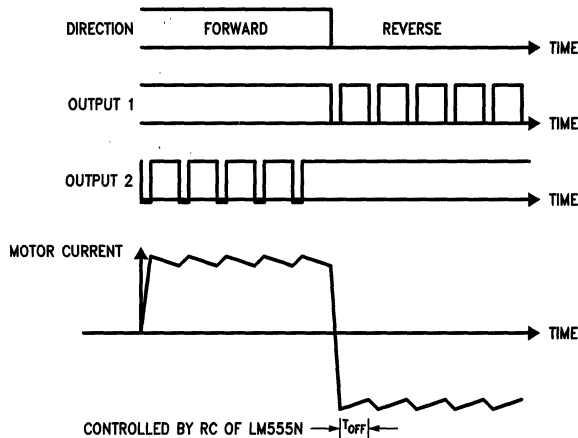 DIRECTION FORWARD REVERSE
TIME
OUTPUT 1
TIME
OUTPUT 2
TIME
MOTOR CURRENT
TIME
CONTROLLED BY RC OF LM555N TOFF